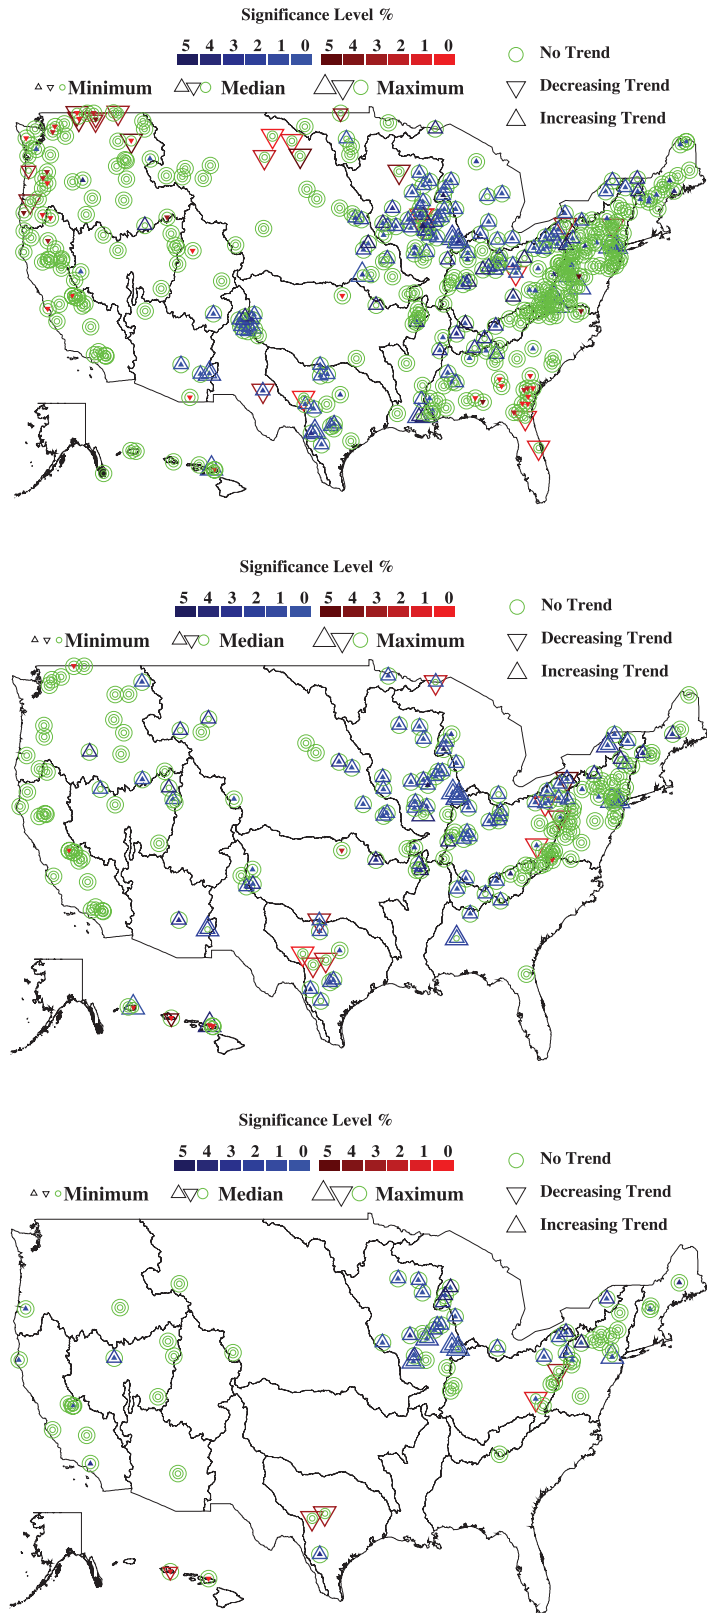 Significance Level %
5 4 3 2 1 0 5 4 3 2 1 0
No Trend
Minimum Median Maximum
Decreasing Trend
Increasing Trend
Significance Level %
5 4 3 2 1 0 5 4 3 2 1 0
No Trend
Minimum Median Maximum
Decreasing Trend
Increasing Trend
Significance Level %
5 4 3 2 1 0 5 4 3 2 1 0
No Trend
Minimum Median Maximum
Decreasing Trend
Increasing Trend